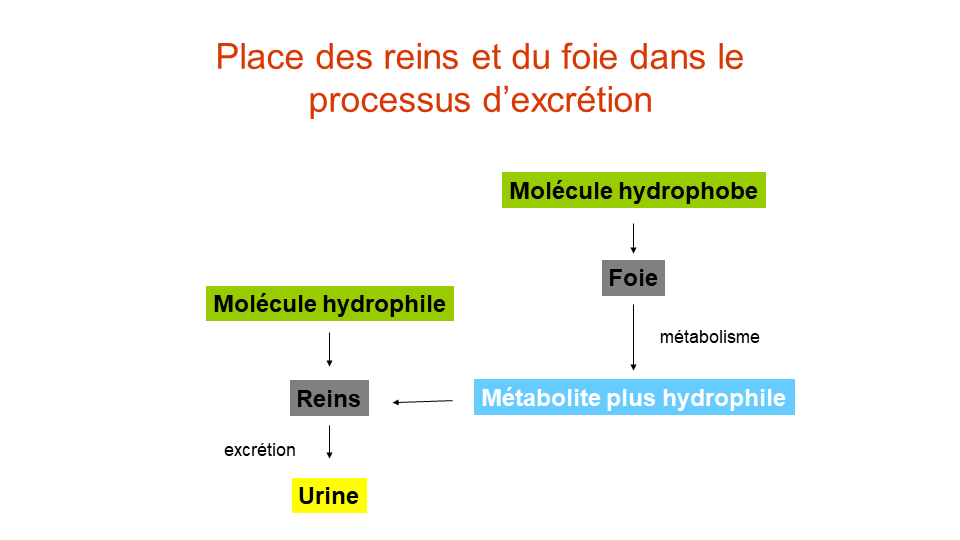 Place des reins et du foie dans le
processus d’excrétion
Molécule hydrophobe
Foie
Molécule hydrophile
métabolisme
Reins
Métabolite plus hydrophile
excrétion
Urine